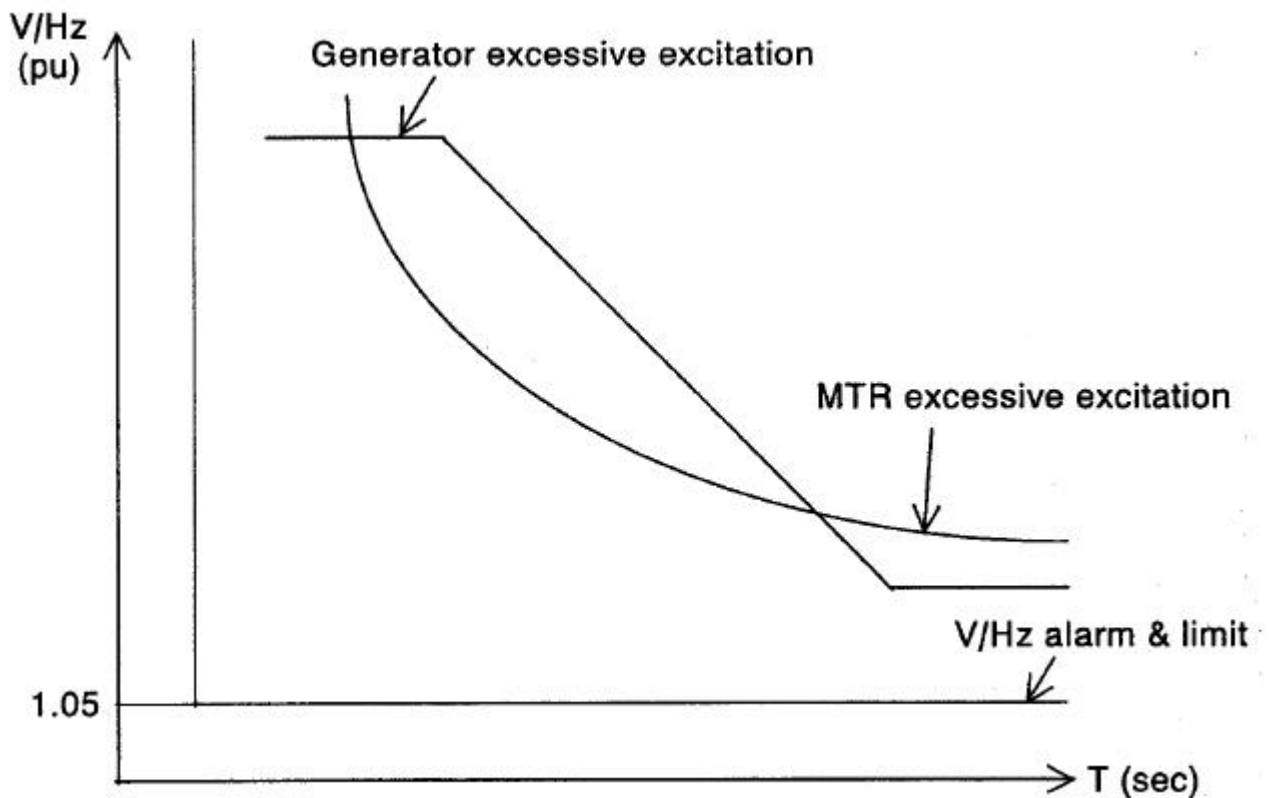 V/Hz
(pu)
Generator excessive excitation
MTR excessive excitation
V/Hz alarm & limit
1.05
T (sec)